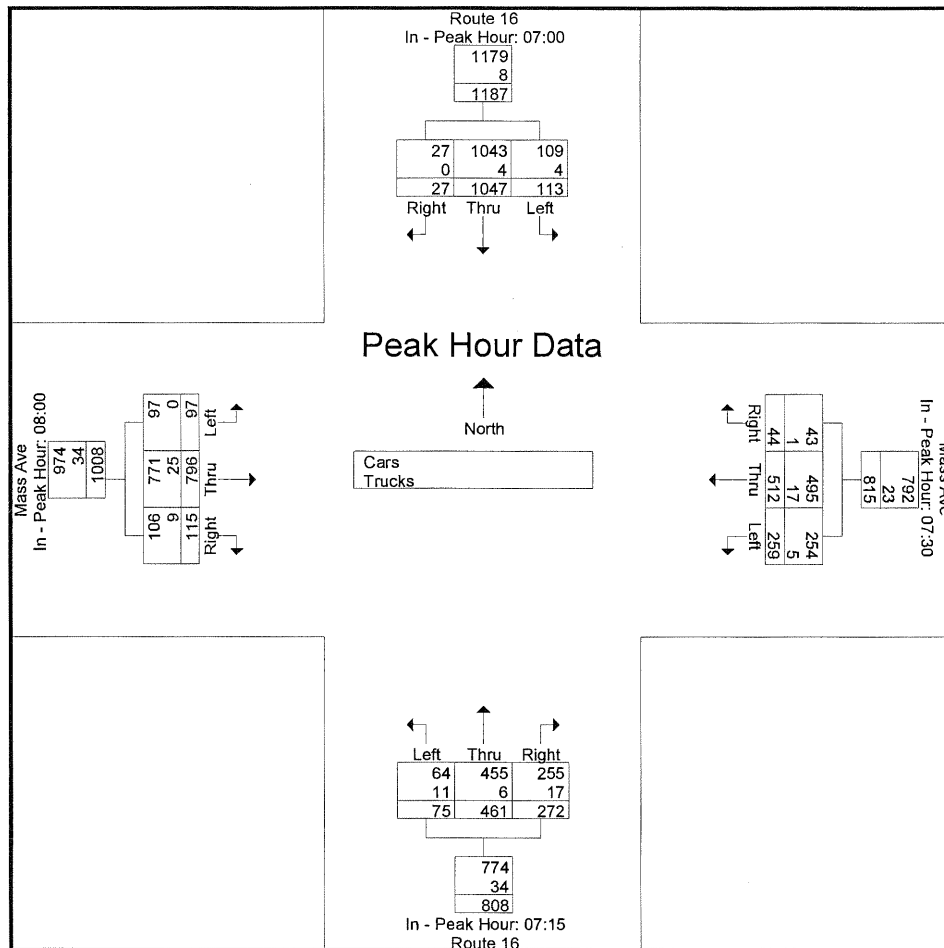 Route 16
In - Peak Hour: 07:00
1179
8
1187
27 1043 109
0 4 4
27 1047 113
Right Thru Left
Peak Hour Data
North
Cars
Trucks
Mass Ave
In - Peak Hour: 08:00
974
34
1008
97 0 97 Left
771 25 796 Thru
106 9 115 Right
Mass Ave
In - Peak Hour: 07:30
792
23
815
43 1 44 Right
495 17 512 Thru
254 5 259 Left
Left Thru Right
64 455 255
11 6 17
75 461 272
774
34
808
In - Peak Hour: 07:15
Route 16